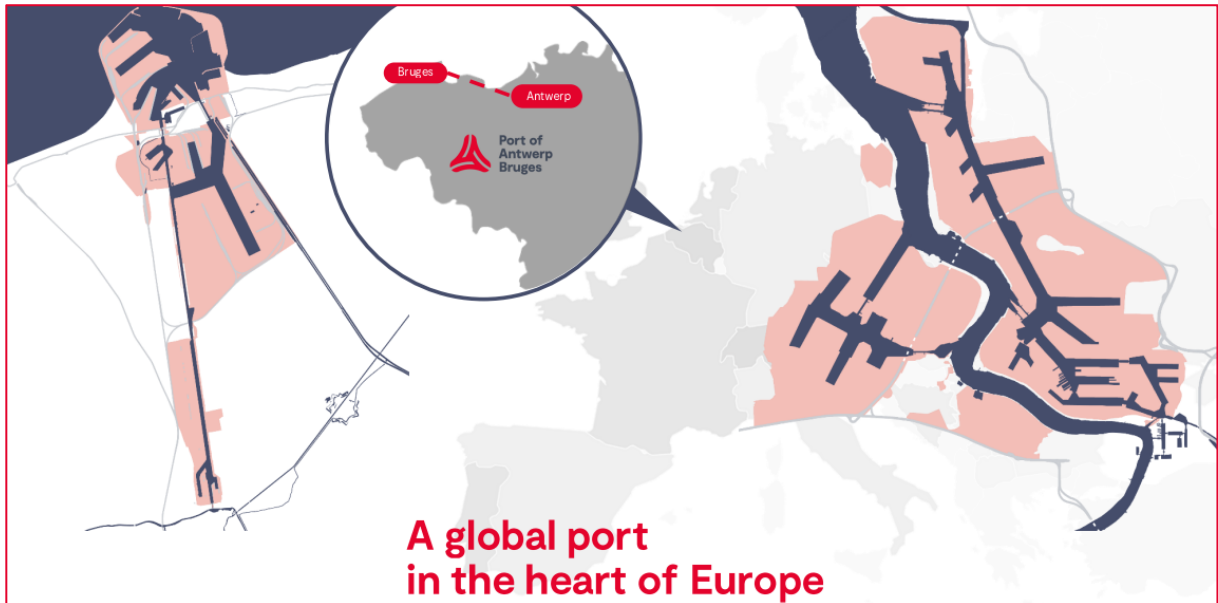 Bruges
Antwerp
Port of
Antwerp
Bruges
A global port
in the heart of Europe